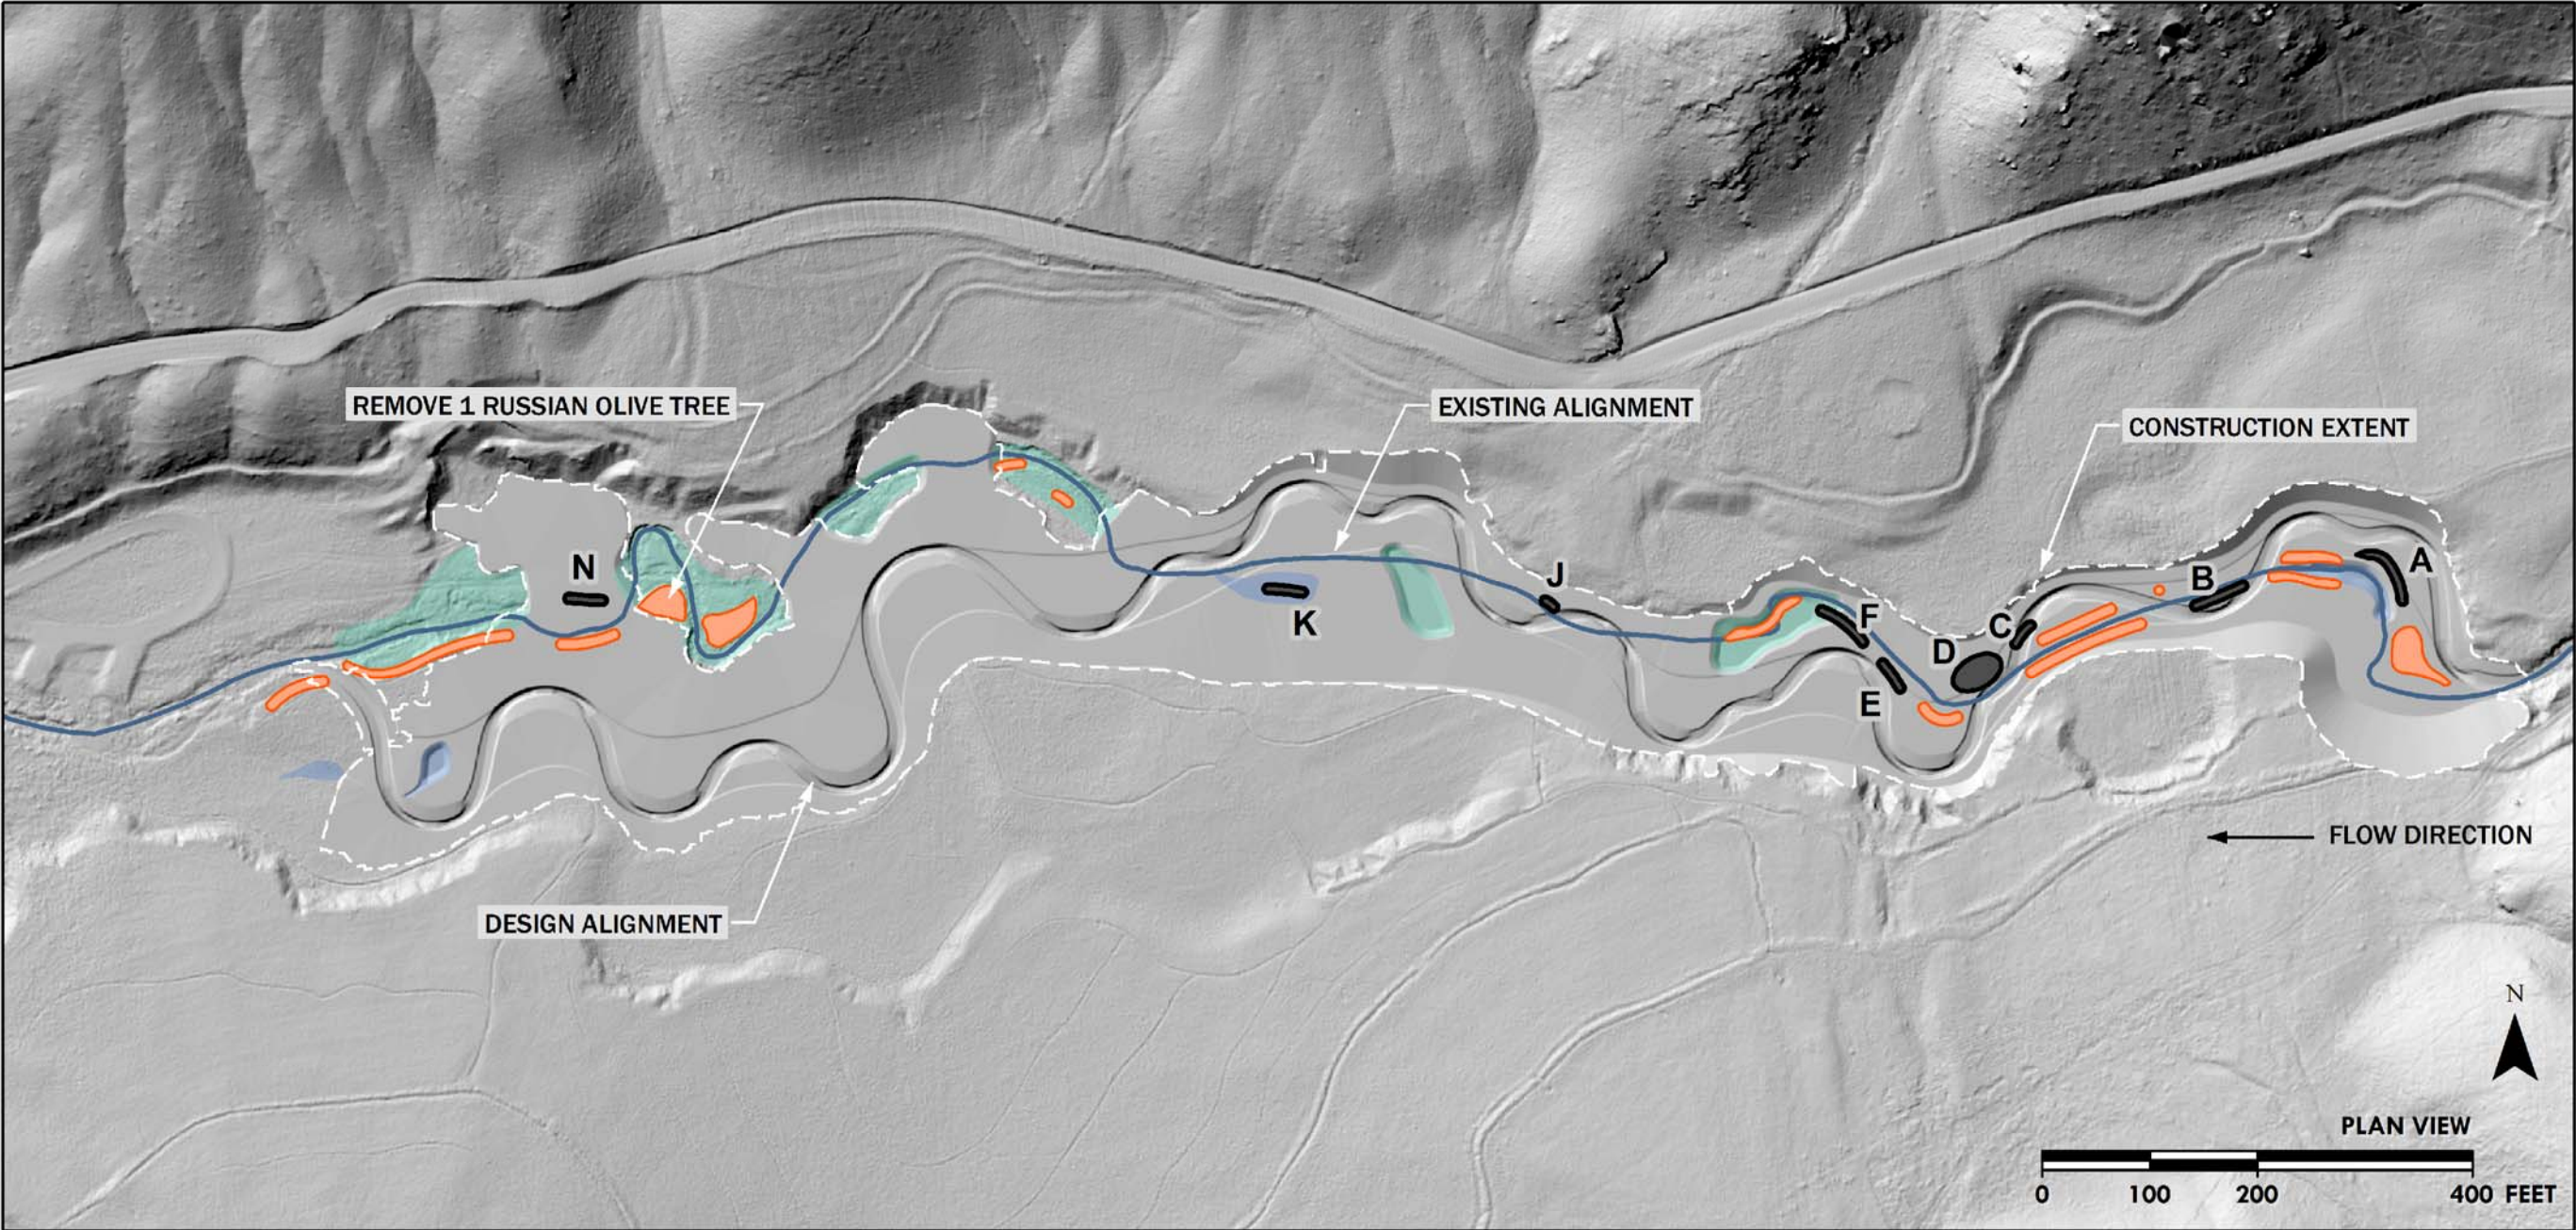 REMOVE 1 RUSSIAN OLIVE TREE
EXISTING ALIGNMENT
CONSTRUCTION EXTENT
N
J
K
F
E
D
C
B
A
FLOW DIRECTION
DESIGN ALIGNMENT
N
PLAN VIEW
0 100 200 400 FEET